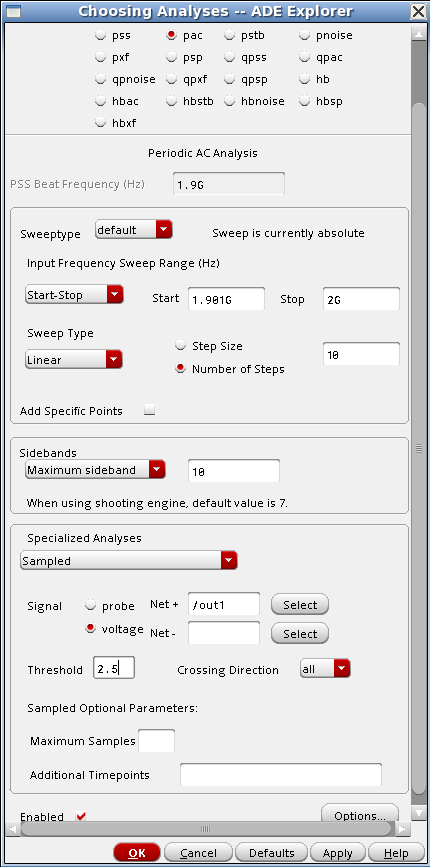 Choosing Analyses -- ADE Explorer
pss pac pstb pnoise
pxf psp qpss qpac
qpnoise qpxf qpsp hb
hbac hbstb hbnoise hbsp
hbxf
Periodic AC Analysis
PSS Beat Frequency (Hz) 1.9G
Sweeptype default Sweep is currently absolute
Input Frequency Sweep Range (Hz)
Start-Stop Start 1.901G Stop 2G
Sweep Type Step Size
Linear Number of Steps 10
Add Specific Points
Sidebands
Maximum sideband 10
When using shooting engine, default value is 7.
Specialized Analyses
Sampled
Signal probe Net + /out1 Select
voltage Net - Select
Threshold 2.5 Crossing Direction all
Sampled Optional Parameters:
Maximum Samples
Additional Timepoints
Enabled Options...
OK Cancel Defaults Apply Help